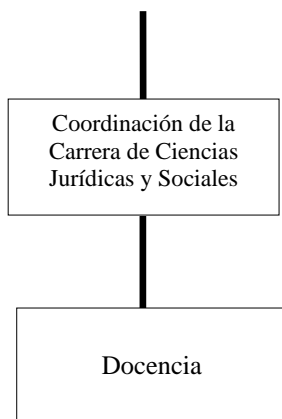 Coordinación de la
Carrera de Ciencias
Jurídicas y Sociales
Docencia